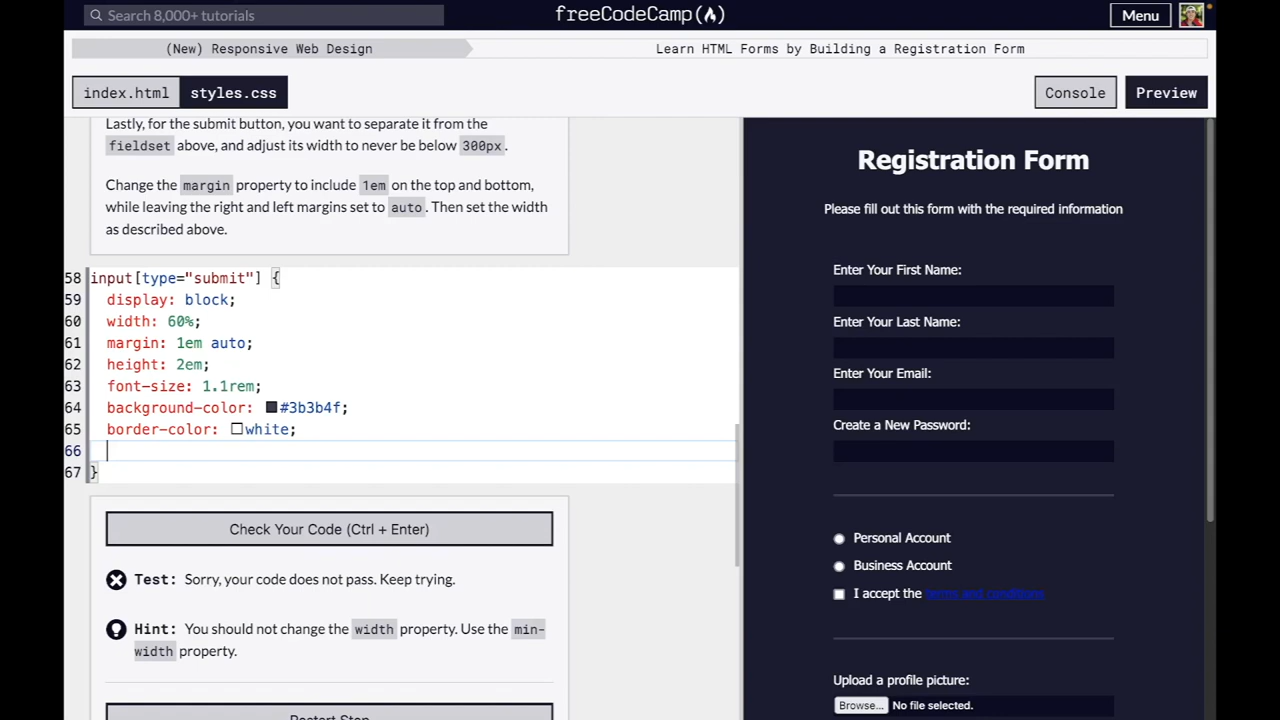 Search 8,000+ tutorials
freeCodeCamp
Menu
(New) Responsive Web Design
Learn HTML Forms by Building a Registration Form
index.html
styles.css
Console
Preview
Lastly, for the submit button, you want to separate it from the
fieldset above, and adjust its width to never be below 300px.
Change the margin property to include 1em on the top and bottom,
while leaving the right and left margins set to auto. Then set the width
as described above.
58 input[type="submit"] {
59 display: block;
60 width: 60%;
61 margin: 1em auto;
62 height: 2em;
63 font-size: 1.1rem;
64 background-color: #3b3b4f;
65 border-color: white;
66
67 }
Check Your Code (Ctrl + Enter)
Test: Sorry, your code does not pass. Keep trying.
Hint: You should not change the width property. Use the min-
width property.
Restart Step
Registration Form
Please fill out this form with the required information
Enter Your First Name:
Enter Your Last Name:
Enter Your Email:
Create a New Password:
Personal Account
Business Account
I accept the terms and conditions
Upload a profile picture:
Browse... No file selected.